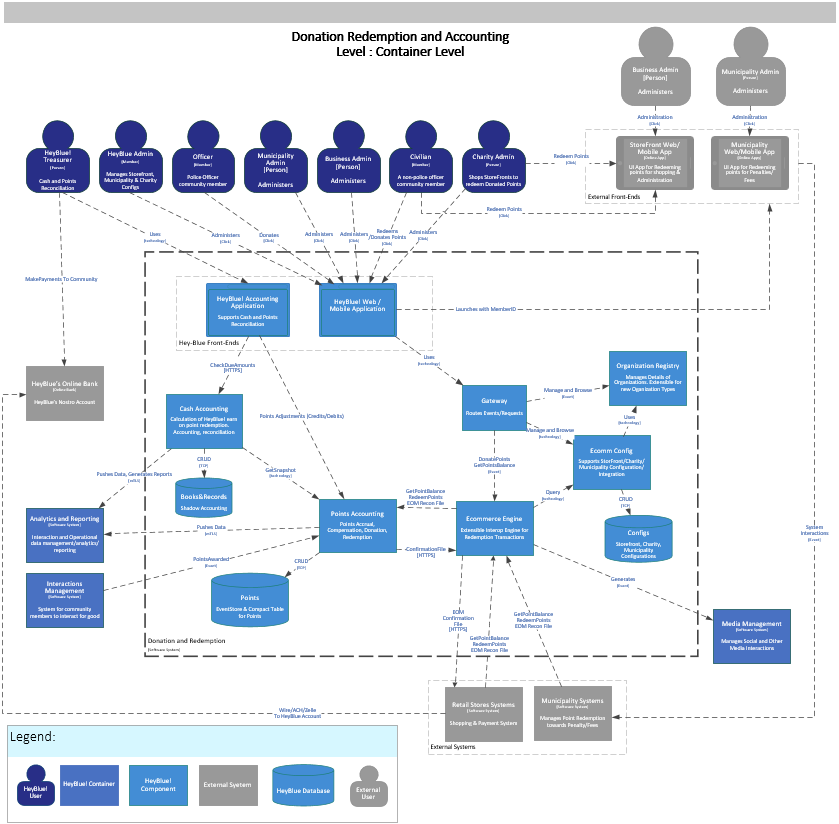 Donation Redemption and Accounting
Level : Container Level
Business Admin
[Person]
Administers
Municipality Admin
[Person]
Administers
Administration
[Click]
Administration
[Click]
HeyBlue!
Treasurer
[Person]
Cash and Points
Reconciliation
HeyBlue Admin
[Member]
Manages Storefront,
Municipality & Charity
Configs
Officer
[Member]
Police Officer
community member
Municipality
Admin
[Person]
Administers
Business Admin
[Person]
Administers
Civilian
[Member]
A non-police officer
community member
Charity Admin
[Person]
Shops StoreFronts to
redeem Donated Points
Redeem Points
[Click]
StoreFront Web/
Mobile App
[Online App]
UI App for Redeeming
points for shopping &
Administration
Municipality
Web/Mobile App
[Online Apps]
UI App for Redeeming
points for Penalties/
Fees
External Front-Ends
Redeem Points
[Click]
Uses
[technology]
Administers
[Click]
Donates
[Click]
Administers
[Click]
Administers
[Click]
Redeems
/Donates Points
[Click]
Administers
[Click]
MakePayments To Community
HeyBlue! Accounting
Application
Supports Cash and Points
Reconciliation
HeyBlue! Web /
Mobile Application
Launches with MemberID
Hey-Blue Front-Ends
Uses
[technology]
CheckDueAmounts
[HTTPS]
HeyBlue's Online Bank
[Online Bank]
HeyBlue's Nostro Account
Organization Registry
Manages Details of
Organizations. Extensible for
new Oganization Types
Manage and Browse
[Event]
Gateway
Routes Events/Requests
Cash Accounting
Calculation of HeyBlue! earn
on point redemption.
Accounting, reconciliation
Points Adjustments (Credits/Debits)
Uses
[technology]
Manage and Browse
[technology]
Ecomm Config
Supports StorFront/Charity/
Municipality Configuration/
Integration
DonatePoints
GetPointsBalance
[Event]
CRUD
[TCP]
Pushes Data, Generates Reports
[mTLS]
GetSnapshot
[technology]
Books&Records
Shadow Accounting
GetPointBalance
RedeemPoints
EOM Recon File
Query
[technology]
CRUD
[TCP]
Analytics and Reporting
[Software System]
Interaction and Operational
data management/analytics/
reporting
Pushes Data
[mTLS]
Points Accounting
Points Accrual,
Compensation, Donation,
Redemption
Ecommerce Engine
Extensible Interop Engine for
Redemption Transactions
Configs
Storefront, Charity,
Municipality
Configurations
System
Interactions
[Event]
ConfirmationFile
[HTTPS]
PointsAwarded
[Event]
CRUD
[TCP]
Interactions
Management
[Software System]
System for community
members to interact for good
Generates
[Event]
Points
EventStore & Compact Table
for Points
EOM
Confirmation
File
[HTTPS]
GetPointBalance
RedeemPoints
EOM Recon File
GetPointBalance
RedeemPoints
EOM Recon File
Media Management
[Software System]
Manages Social and Other
Media Interactions
Donation and Redemption
[Software System]
Retail Stores Systems
[Software System]
Shopping & Payment System
Municipality Systems
[Software System]
Manages Point Redemption
towards Penalty/Fees
External Systems
Wire/ACH/Zelle
To HeyBlue Account
Legend:
HeyBlue!
User
HeyBlue! Container
HeyBlue!
Component
External System
HeyBlue Database
External
User